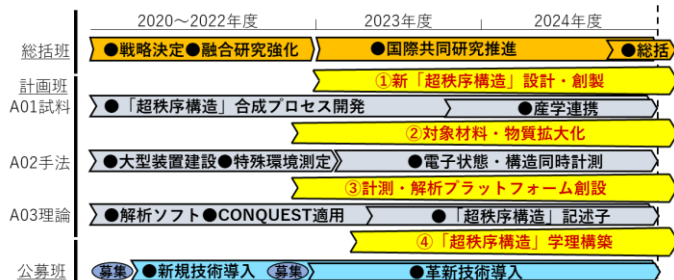 2020～2022年度 2023年度 2024年度
総括班 ●戦略決定●融合研究強化 ●国際共同研究推進 ●総括
計画班 ①新「超秩序構造」設計・創製
A01試料 ●「超秩序構造」合成プロセス開発 ●産学連携
②対象材料・物質拡大化
A02手法 ●大型装置建設●特殊環境測定 ●電子状態・構造同時計測
③計測・解析プラットフォーム創設
A03理論 ●解析ソフト●CONQUEST適用 ●「超秩序構造」記述子
④「超秩序構造」学理構築
公募班 募集 ●新規技術導入 募集 ●革新技術導入